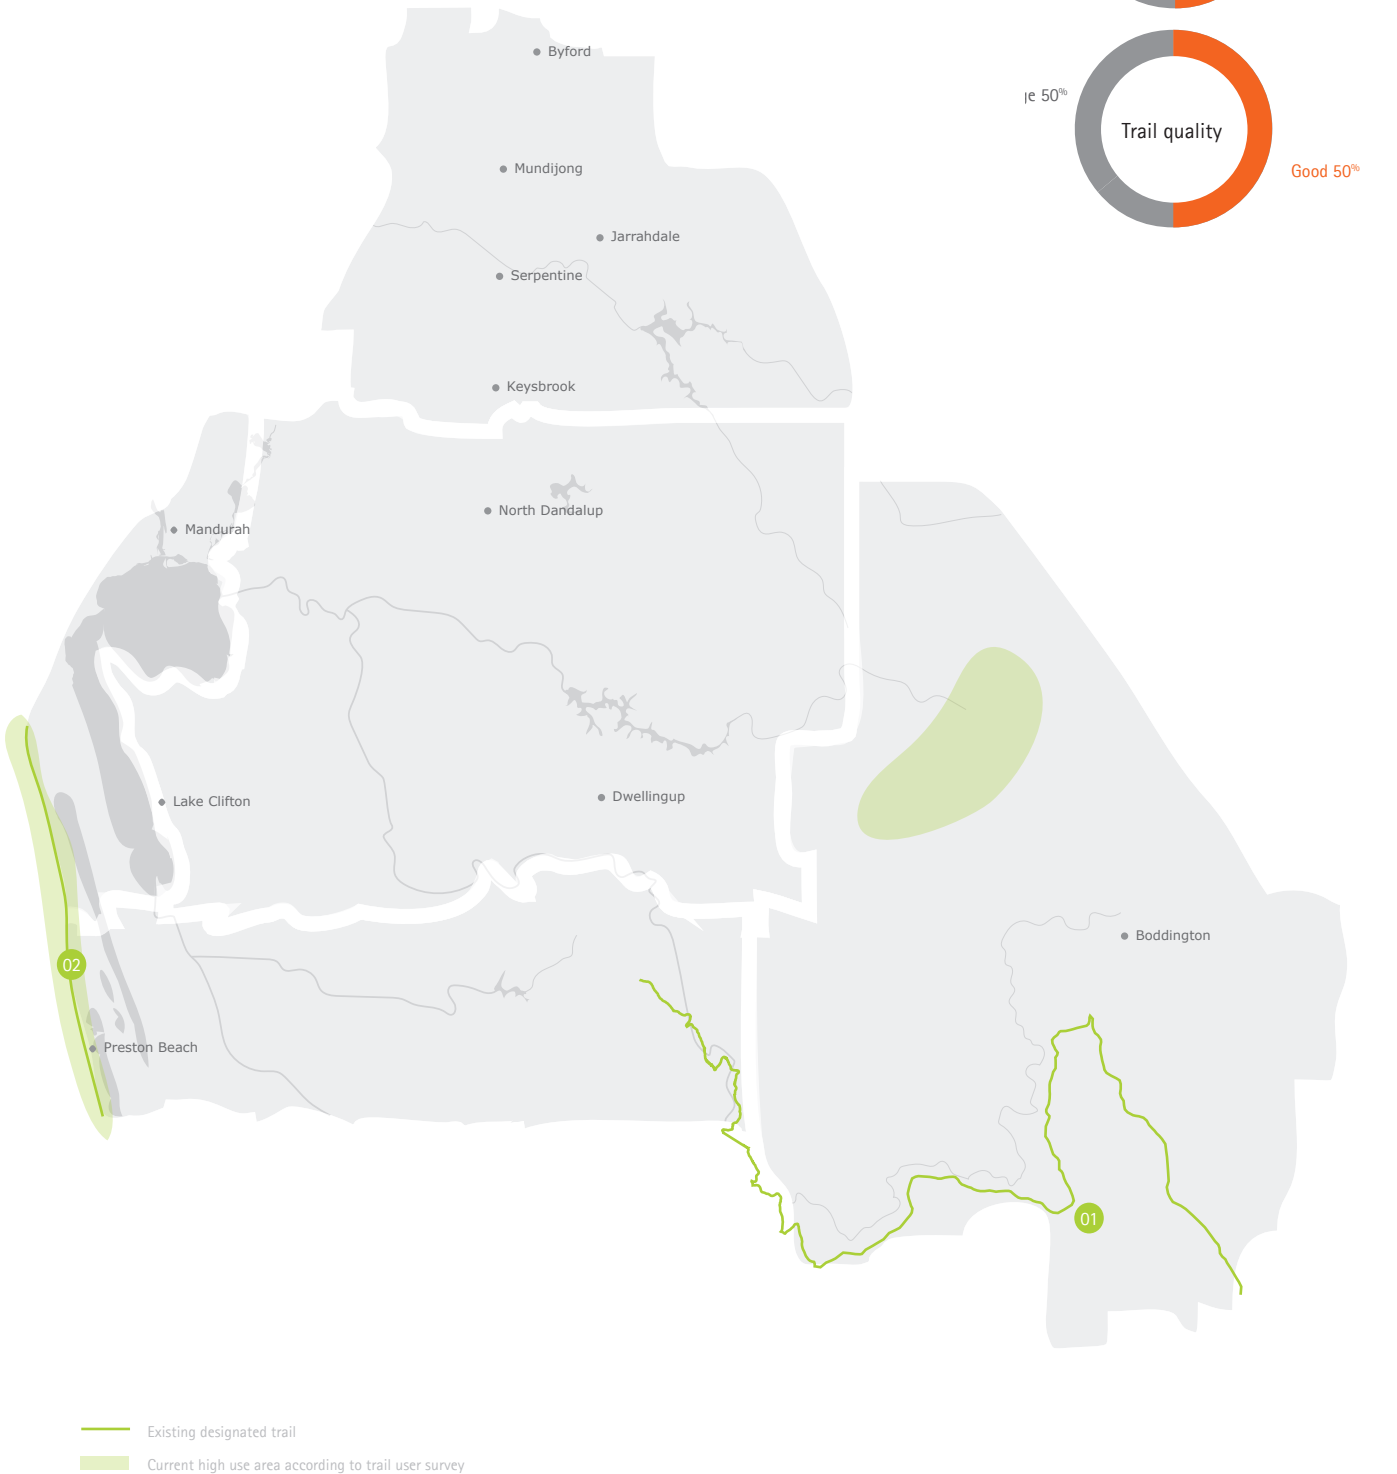 Byford
Mundijong
Jarrahdale
Serpentine
Keysbrook
North Dandalup
Mandurah
Lake Clifton
Dwellingup
Boddington
Preston Beach
02
01
50%
Trail quality
Good 50%
Existing designated trail
Current high use area according to trail user survey